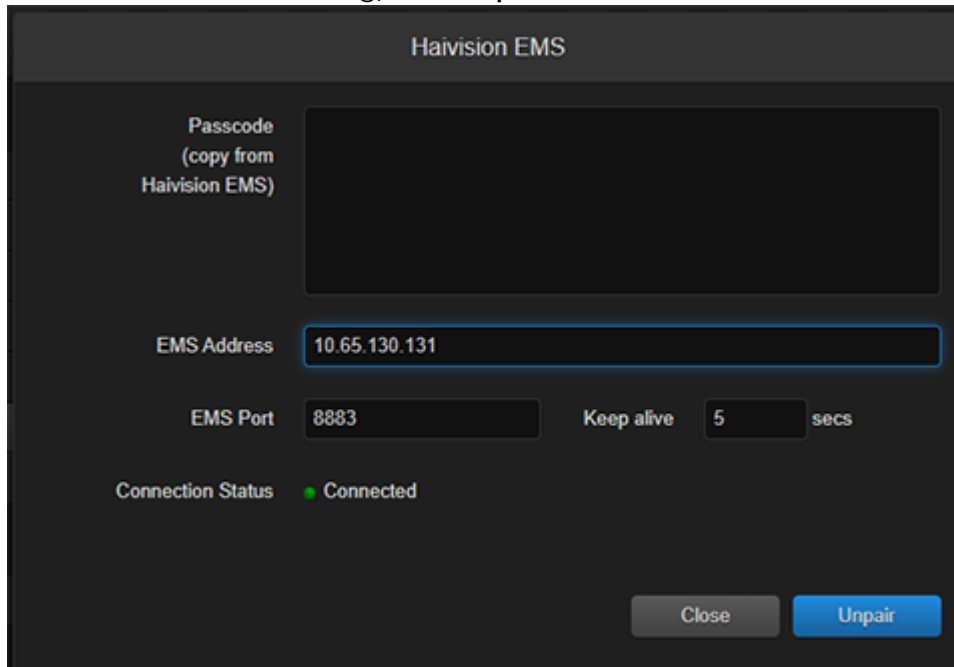 Haivision EMS
Passcode
(copy from
Haivision EMS)
EMS Address 10.65.130.131
EMS Port 8883 Keep alive 5 secs
Connection Status Connected
Close Unpair